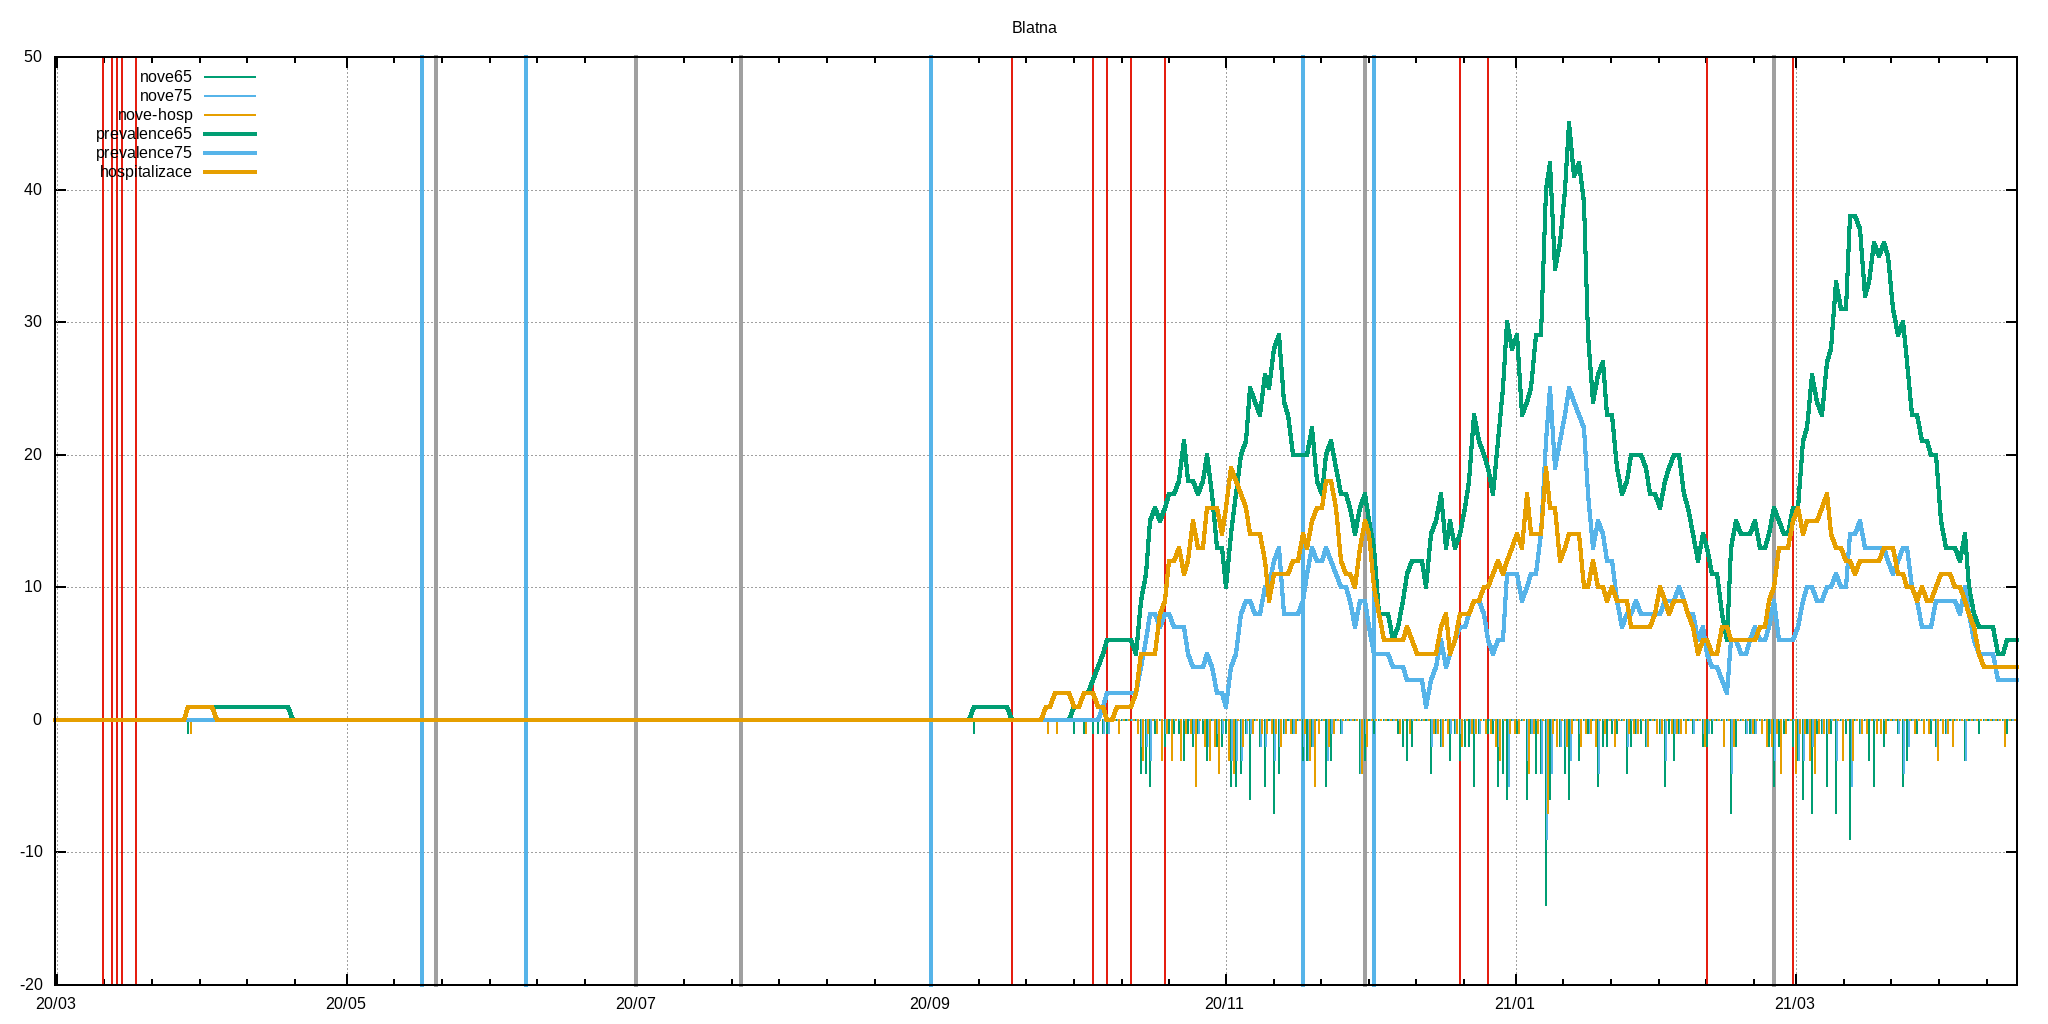 Blatna
50
nove65
nove75
nove-hosp
prevalence65
prevalence75
hospitalizace
40
30
20
10
0
-10
-20
20/03 20/05 20/07 20/09 20/11 21/01 21/03